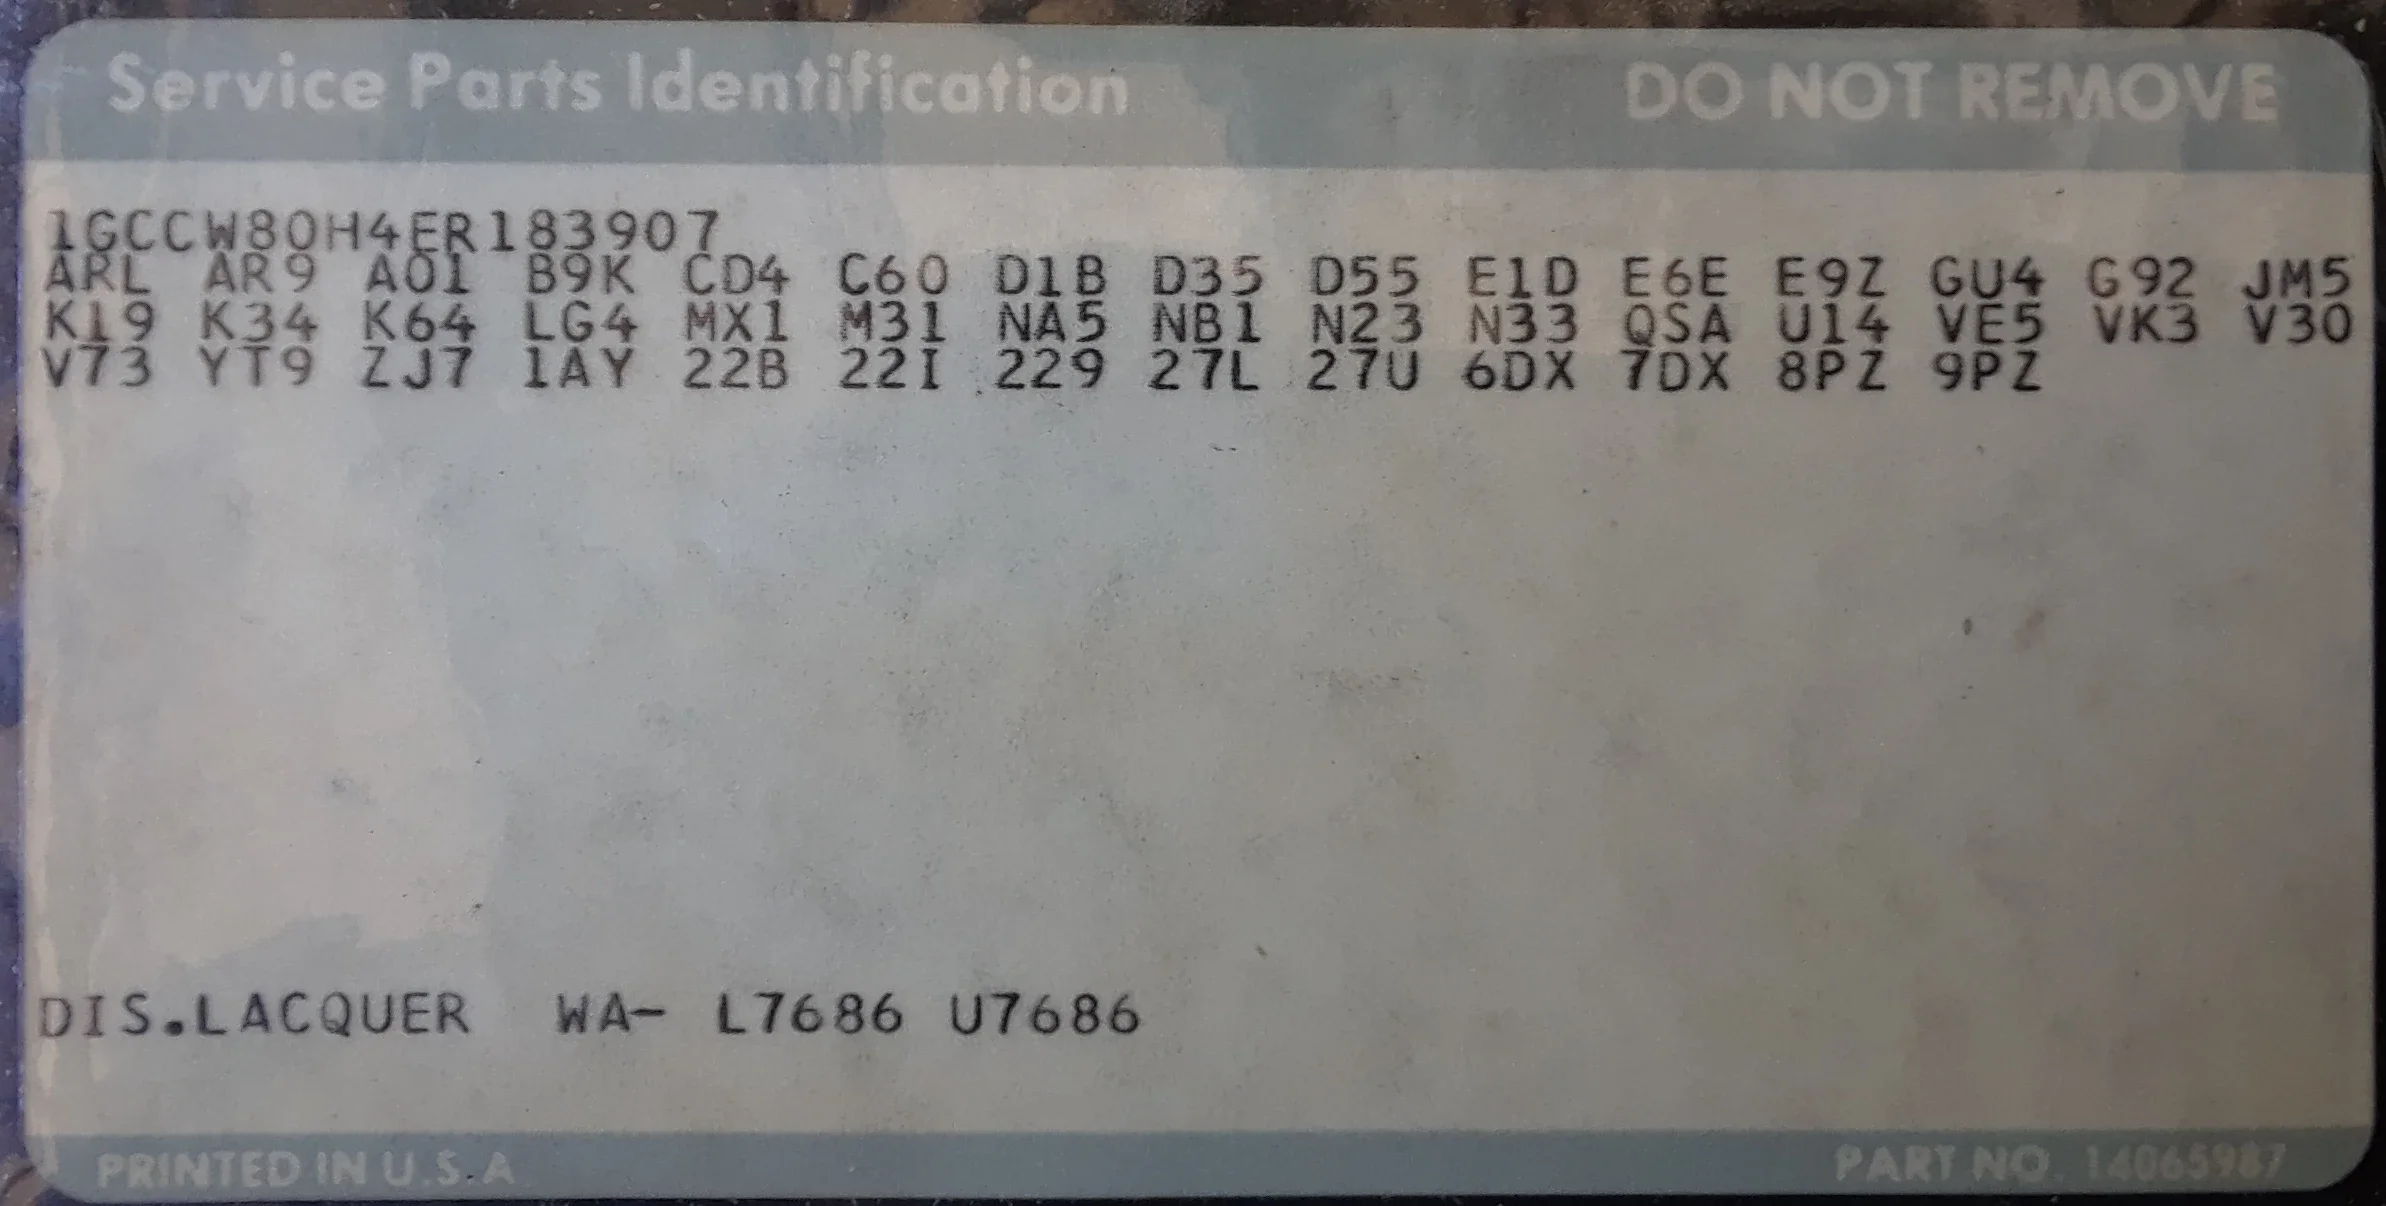 Service Parts Identification DO NOT REMOVE
1GCCW80H4ER183907
ARL AR9 A01 B9K CD4 C60 D1B D35 D55 E1D E6E E9Z GU4 G92 JM5
K19 K34 K64 LG4 MX1 M31 NA5 NB1 N23 N33 QSA U14 VE5 VK3 V30
V73 YT9 ZJ7 1AY 22B 22I 229 27L 27U 6DX 7DX 8PZ 9PZ
DIS.LACQUER WA- L7686 U7686
PRINTED IN U.S.A. PART NO. 14065987